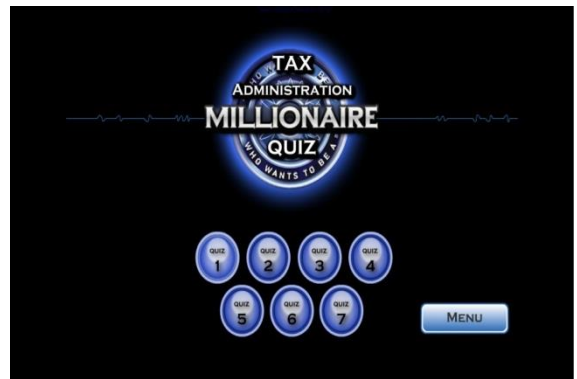 TAX
ADMINISTRATION
MILLIONAIRE
QUIZ
WHO WANTS TO BE A
QUIZ 1
QUIZ 2
QUIZ 3
QUIZ 4
QUIZ 5
QUIZ 6
QUIZ 7
MENU